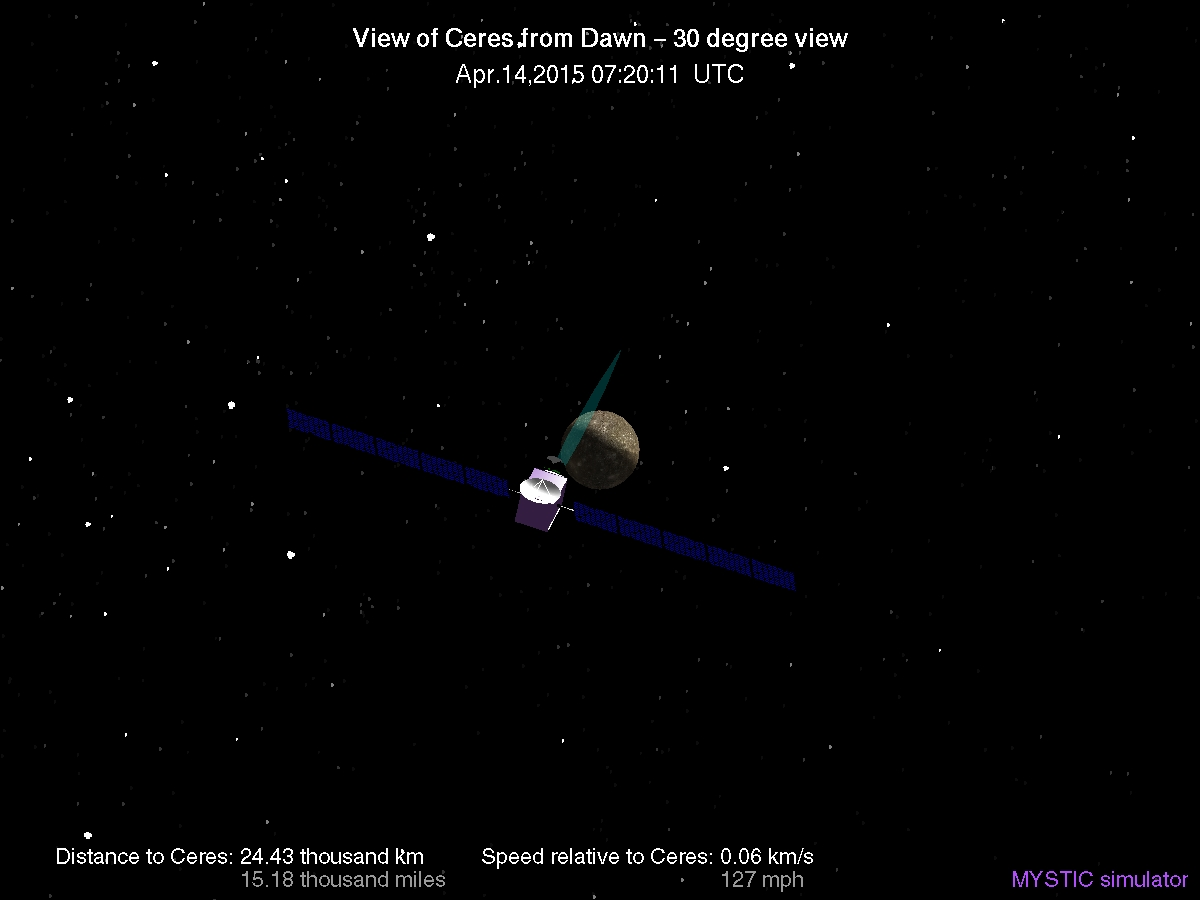 View of Ceres from Dawn – 30 degree view
Apr.14,2015 07:20:11 UTC
Distance to Ceres: 24.43 thousand km
15.18 thousand miles
Speed relative to Ceres: 0.06 km/s
127 mph
MYSTIC simulator